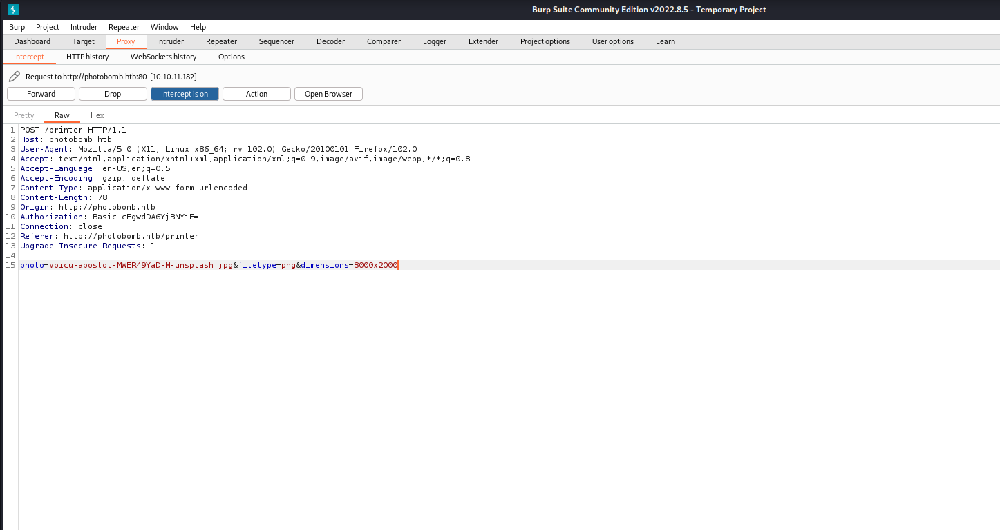 Burp Suite Community Edition v2022.8.5 - Temporary Project
Burp Project Intruder Repeater Window Help
Dashboard Target Proxy Intruder Repeater Sequencer Decoder Comparer Logger Extender Project options User options Learn
Intercept HTTP history WebSockets history Options
Request to http://photobomb.htb:80 [10.10.11.182]
Forward Drop Intercept is on Action Open Browser
Pretty Raw Hex
1 POST /printer HTTP/1.1
2 Host: photobomb.htb
3 User-Agent: Mozilla/5.0 (X11; Linux x86_64; rv:102.0) Gecko/20100101 Firefox/102.0
4 Accept: text/html,application/xhtml+xml,application/xml;q=0.9,image/avif,image/webp,*/*;q=0.8
5 Accept-Language: en-US,en;q=0.5
6 Accept-Encoding: gzip, deflate
7 Content-Type: application/x-www-form-urlencoded
8 Content-Length: 78
9 Origin: http://photobomb.htb
10 Authorization: Basic cEgwdDA6YjBNYiE=
11 Connection: close
12 Referer: http://photobomb.htb/printer
13 Upgrade-Insecure-Requests: 1
14
15 photo=voicu-apostol-MWER49YaD-M-unsplash.jpg&filetype=png&dimensions=3000x2000